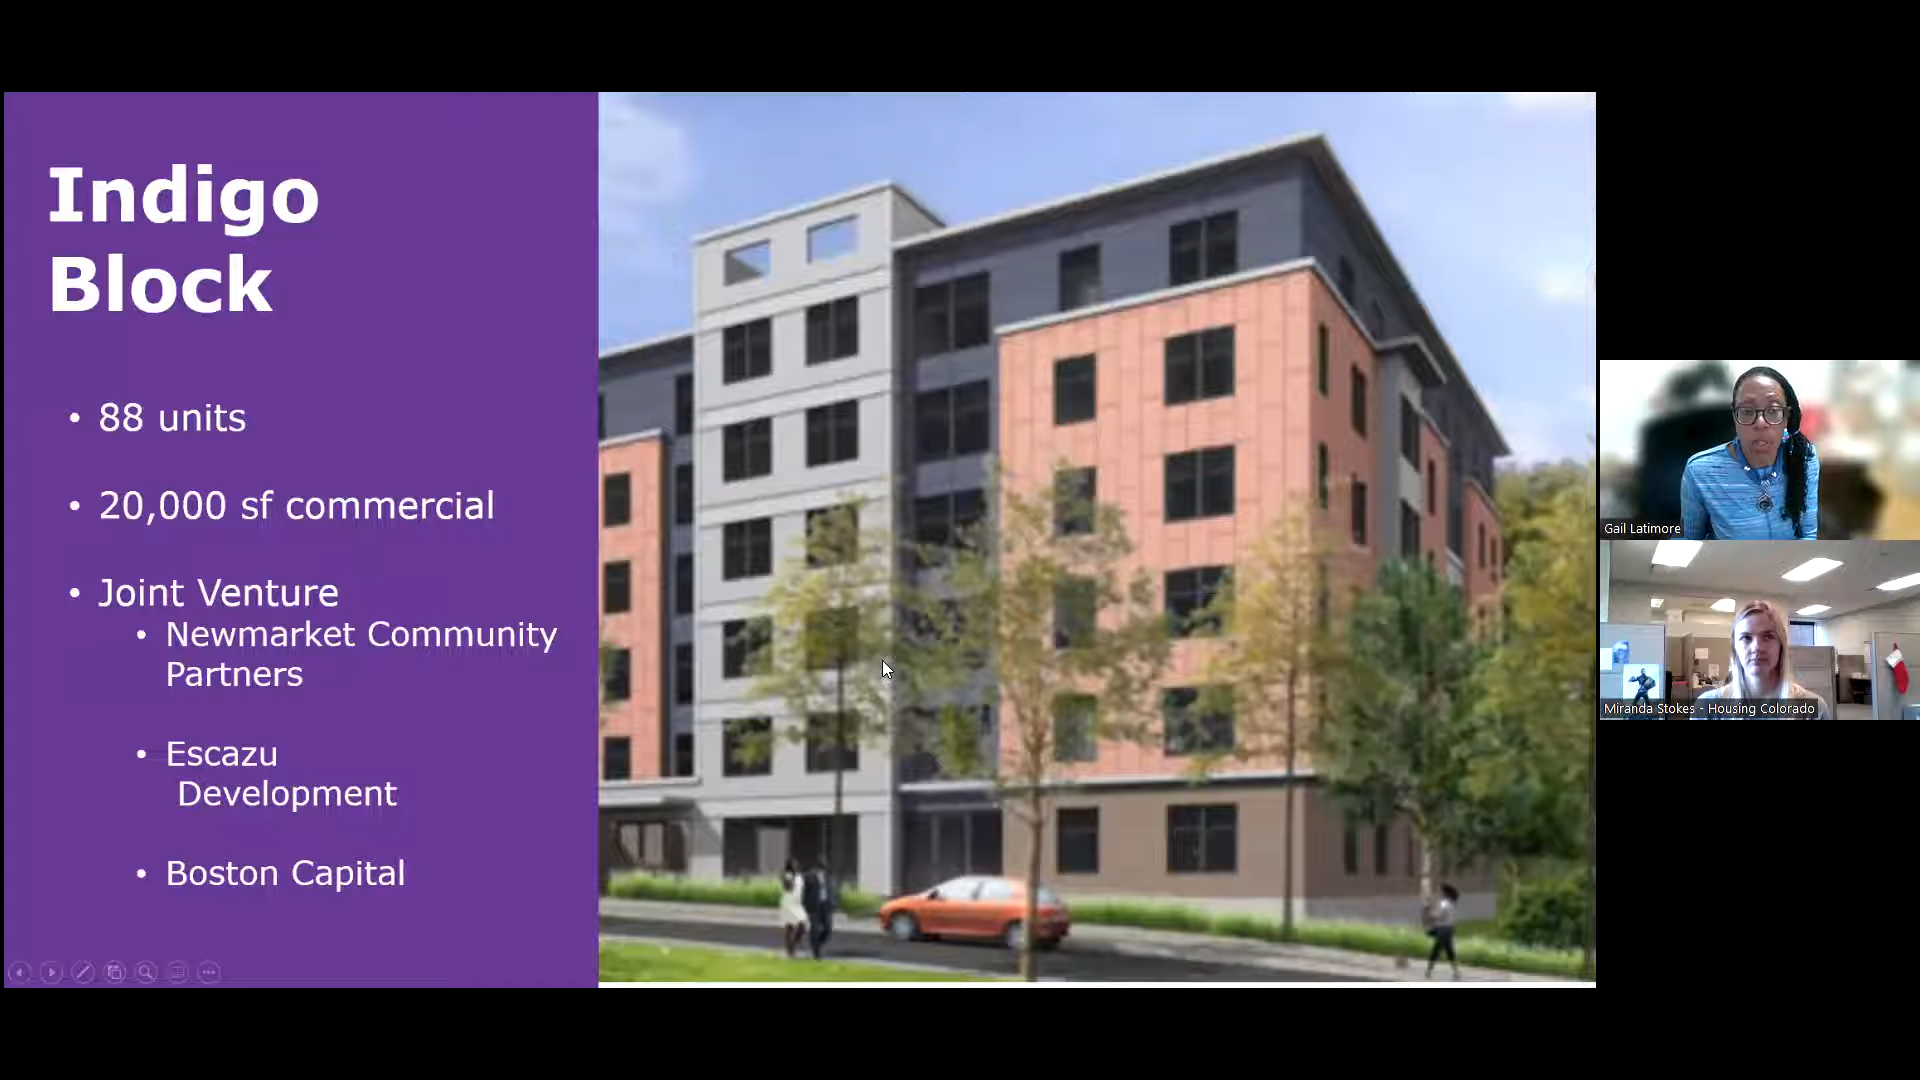 Indigo
Block
• 88 units
• 20,000 sf commercial
• Joint Venture
• Newmarket Community
Partners
• Escazu
Development
• Boston Capital
Gail Latimore
Miranda Stokes - Housing Colorado